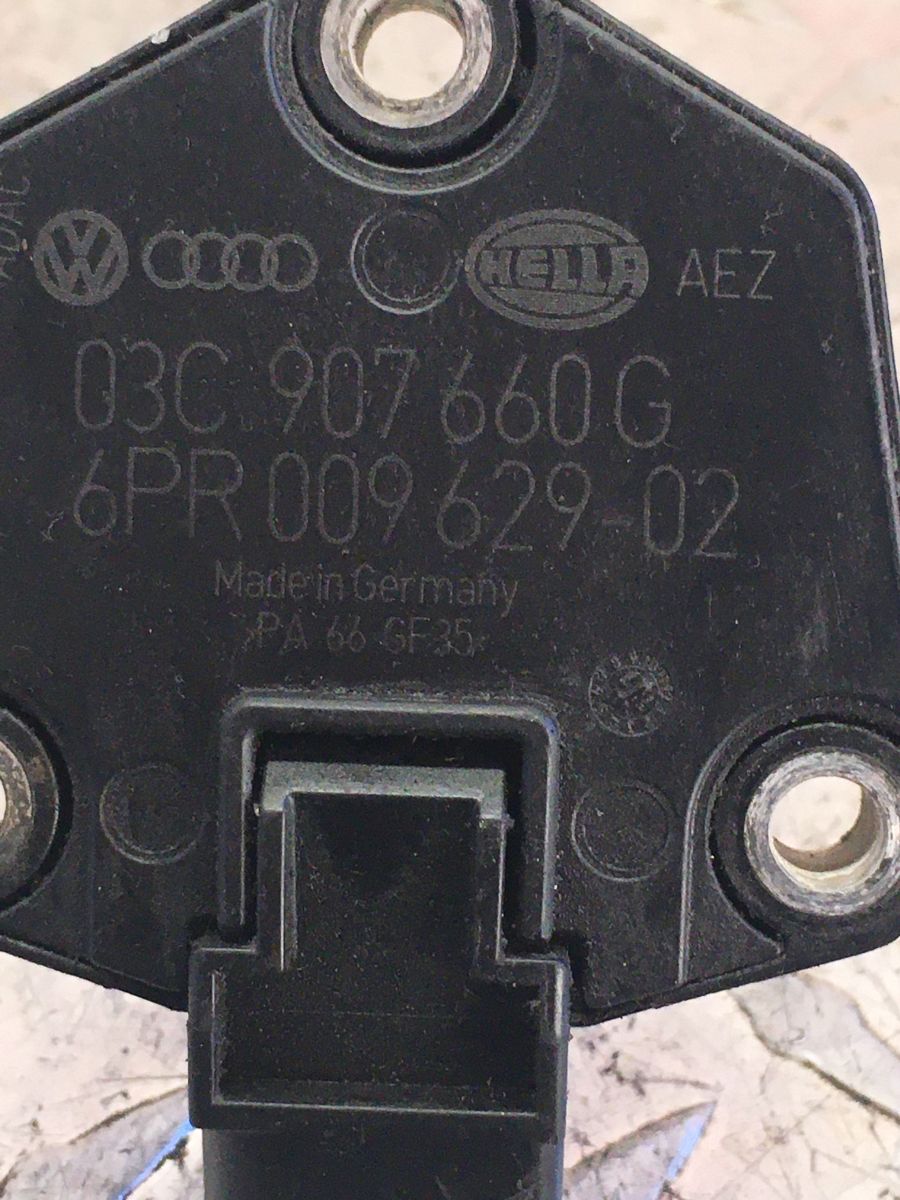 HELLA AEZ
03C 907 660 G
6PR 009 629-02
Made in Germany
>PA 66 GF35<